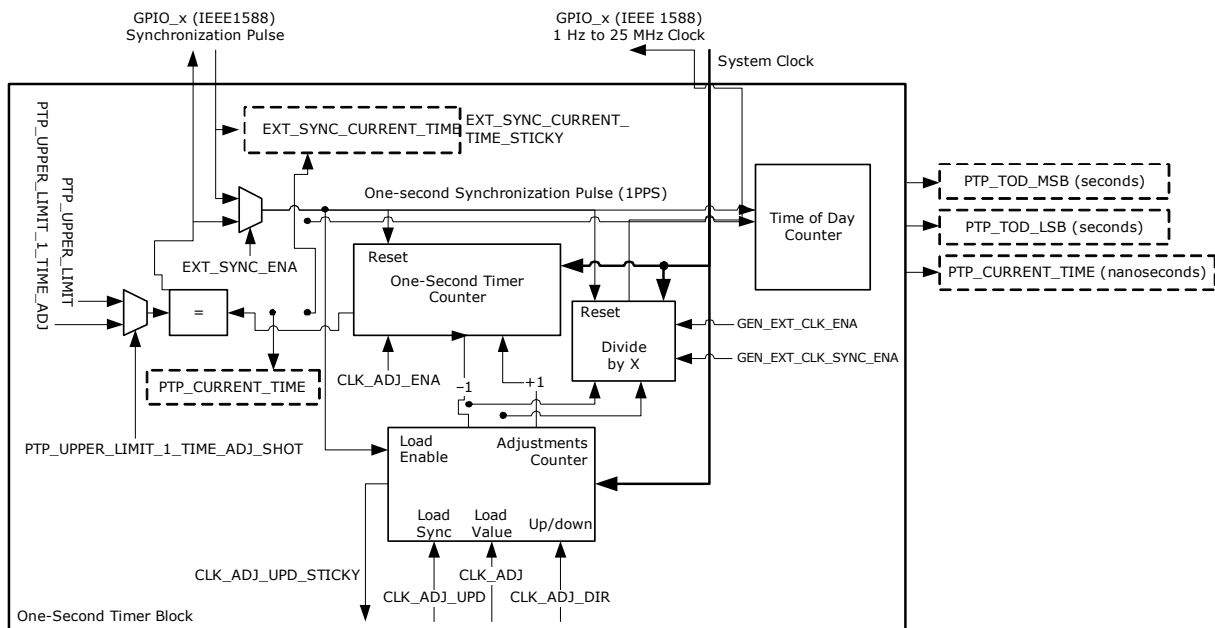 GPIO_x (IEEE1588)
Synchronization Pulse
GPIO_x (IEEE 1588)
1 Hz to 25 MHz Clock
System Clock
PTP_UPPER_LIMIT_1_TIME_ADJ
PTP_UPPER_LIMIT
EXT_SYNC_CURRENT_TIME
EXT_SYNC_CURRENT_
TIME_STICKY
One-second Synchronization Pulse (1PPS)
EXT_SYNC_ENA
Reset
One-Second Timer
Counter
Time of Day
Counter
PTP_TOD_MSB (seconds)
PTP_TOD_LSB (seconds)
PTP_CURRENT_TIME (nanoseconds)
=
Reset
Divide
by X
GEN_EXT_CLK_ENA
GEN_EXT_CLK_SYNC_ENA
PTP_CURRENT_TIME
CLK_ADJ_ENA
-1
+1
PTP_UPPER_LIMIT_1_TIME_ADJ_SHOT
Load
Enable
Adjustments
Counter
Load
Sync
Load
Value
Up/down
CLK_ADJ_UPD_STICKY
CLK_ADJ_UPD
CLK_ADJ
CLK_ADJ_DIR
One-Second Timer Block